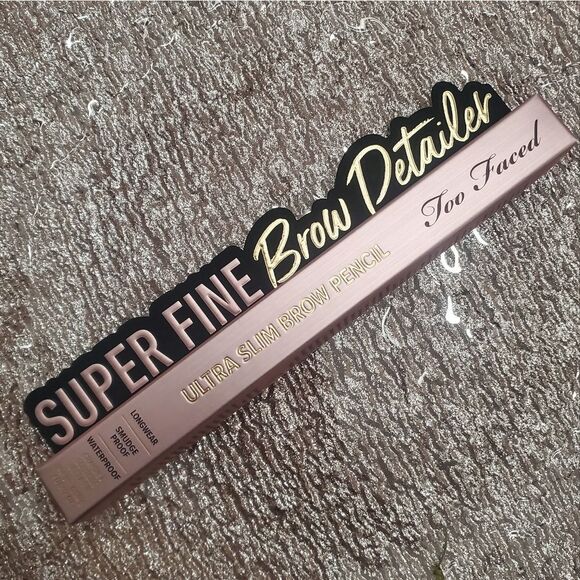 SUPER FINE Brow Detailer
ULTRA SLIM BROW PENCIL
Too Faced
LONGWEAR
SMUDGE
PROOF
WATERPROOF